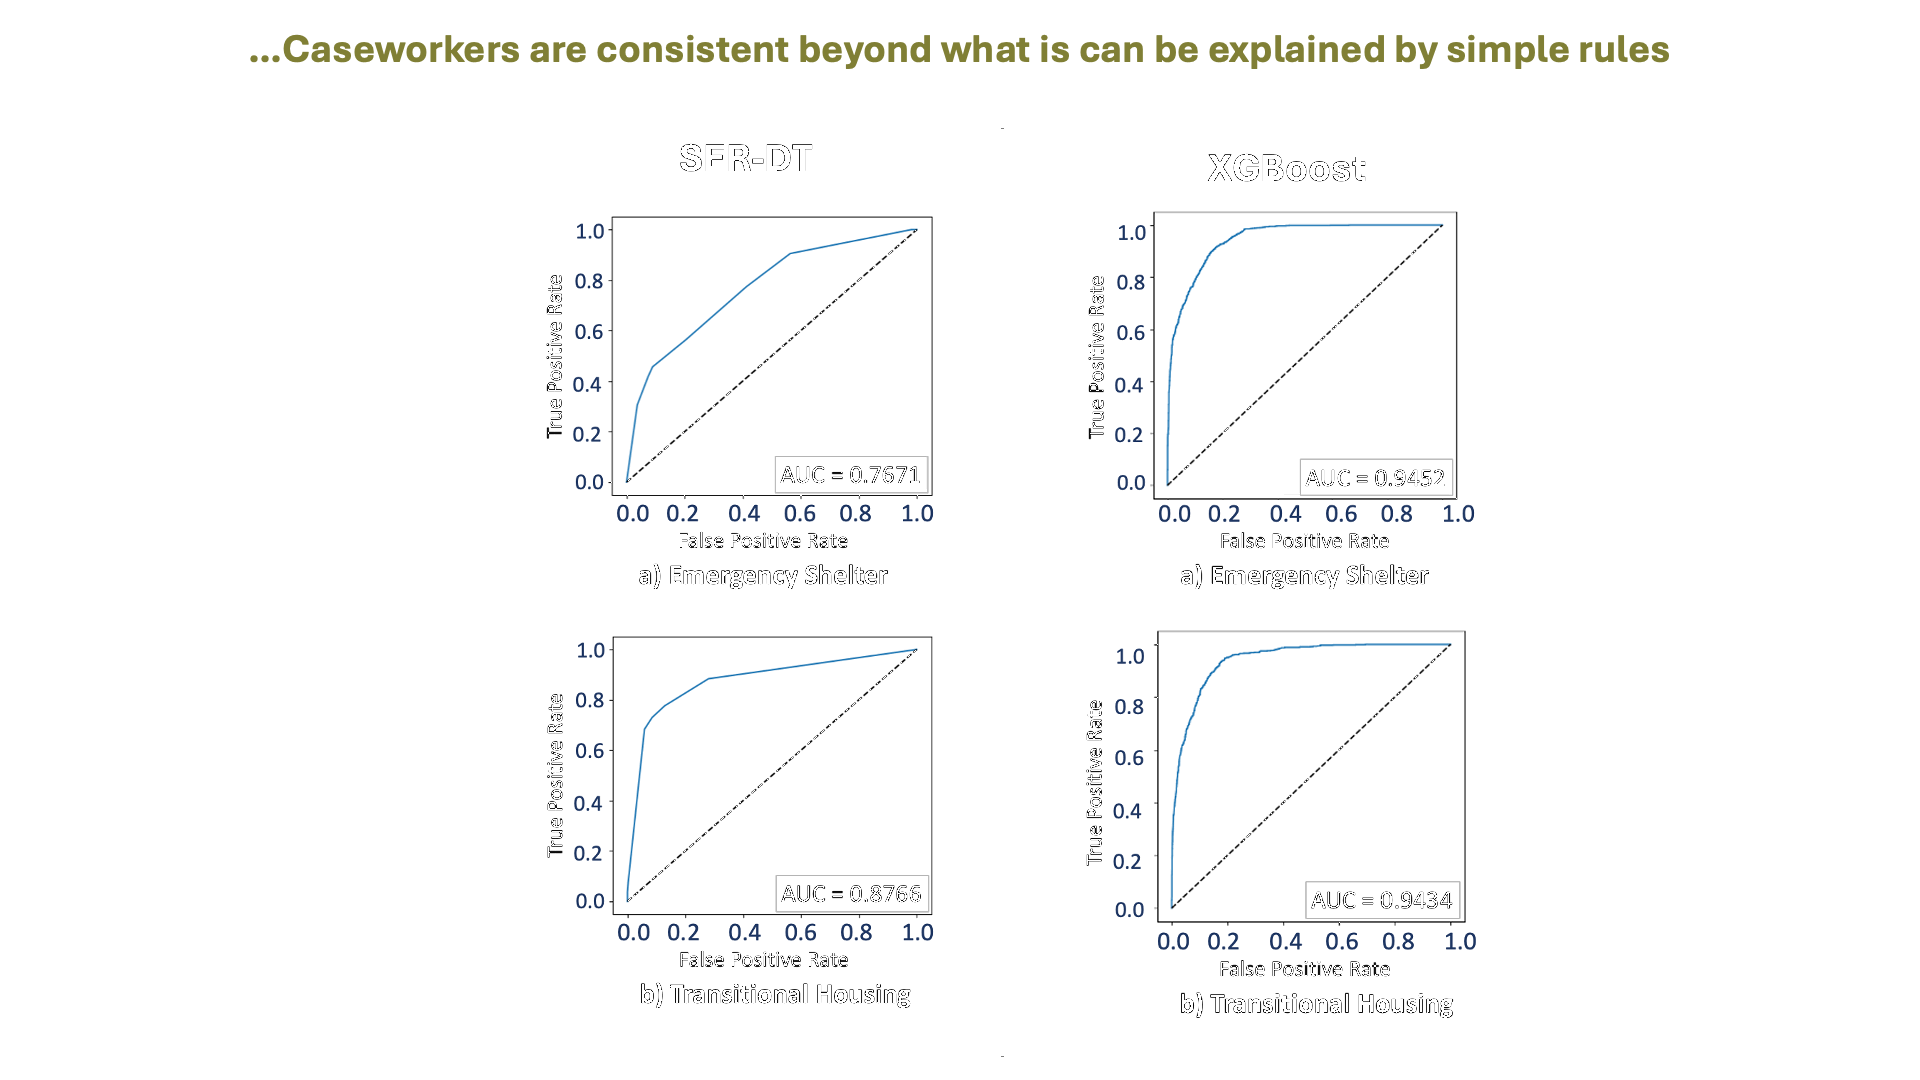 ...Caseworkers are consistent beyond what is can be explained by simple rules
SER-DT
True Positive Rate
1.0
0.8
0.6
0.4
0.2
0.0
AUC = 0.7671
0.0 0.2 0.4 0.6 0.8 1.0
False Positive Rate
a) Emergency Shelter
True Positive Rate
1.0
0.8
0.6
0.4
0.2
0.0
AUC = 0.8766
0.0 0.2 0.4 0.6 0.8 1.0
False Positive Rate
b) Transitional Housing
XGBoost
True Positive Rate
1.0
0.8
0.6
0.4
0.2
0.0
AUC = 0.9452
0.0 0.2 0.4 0.6 0.8 1.0
False Positive Rate
a) Emergency Shelter
True Positive Rate
1.0
0.8
0.6
0.4
0.2
0.0
AUC = 0.9434
0.0 0.2 0.4 0.6 0.8 1.0
False Positive Rate
b) Transitional Housing